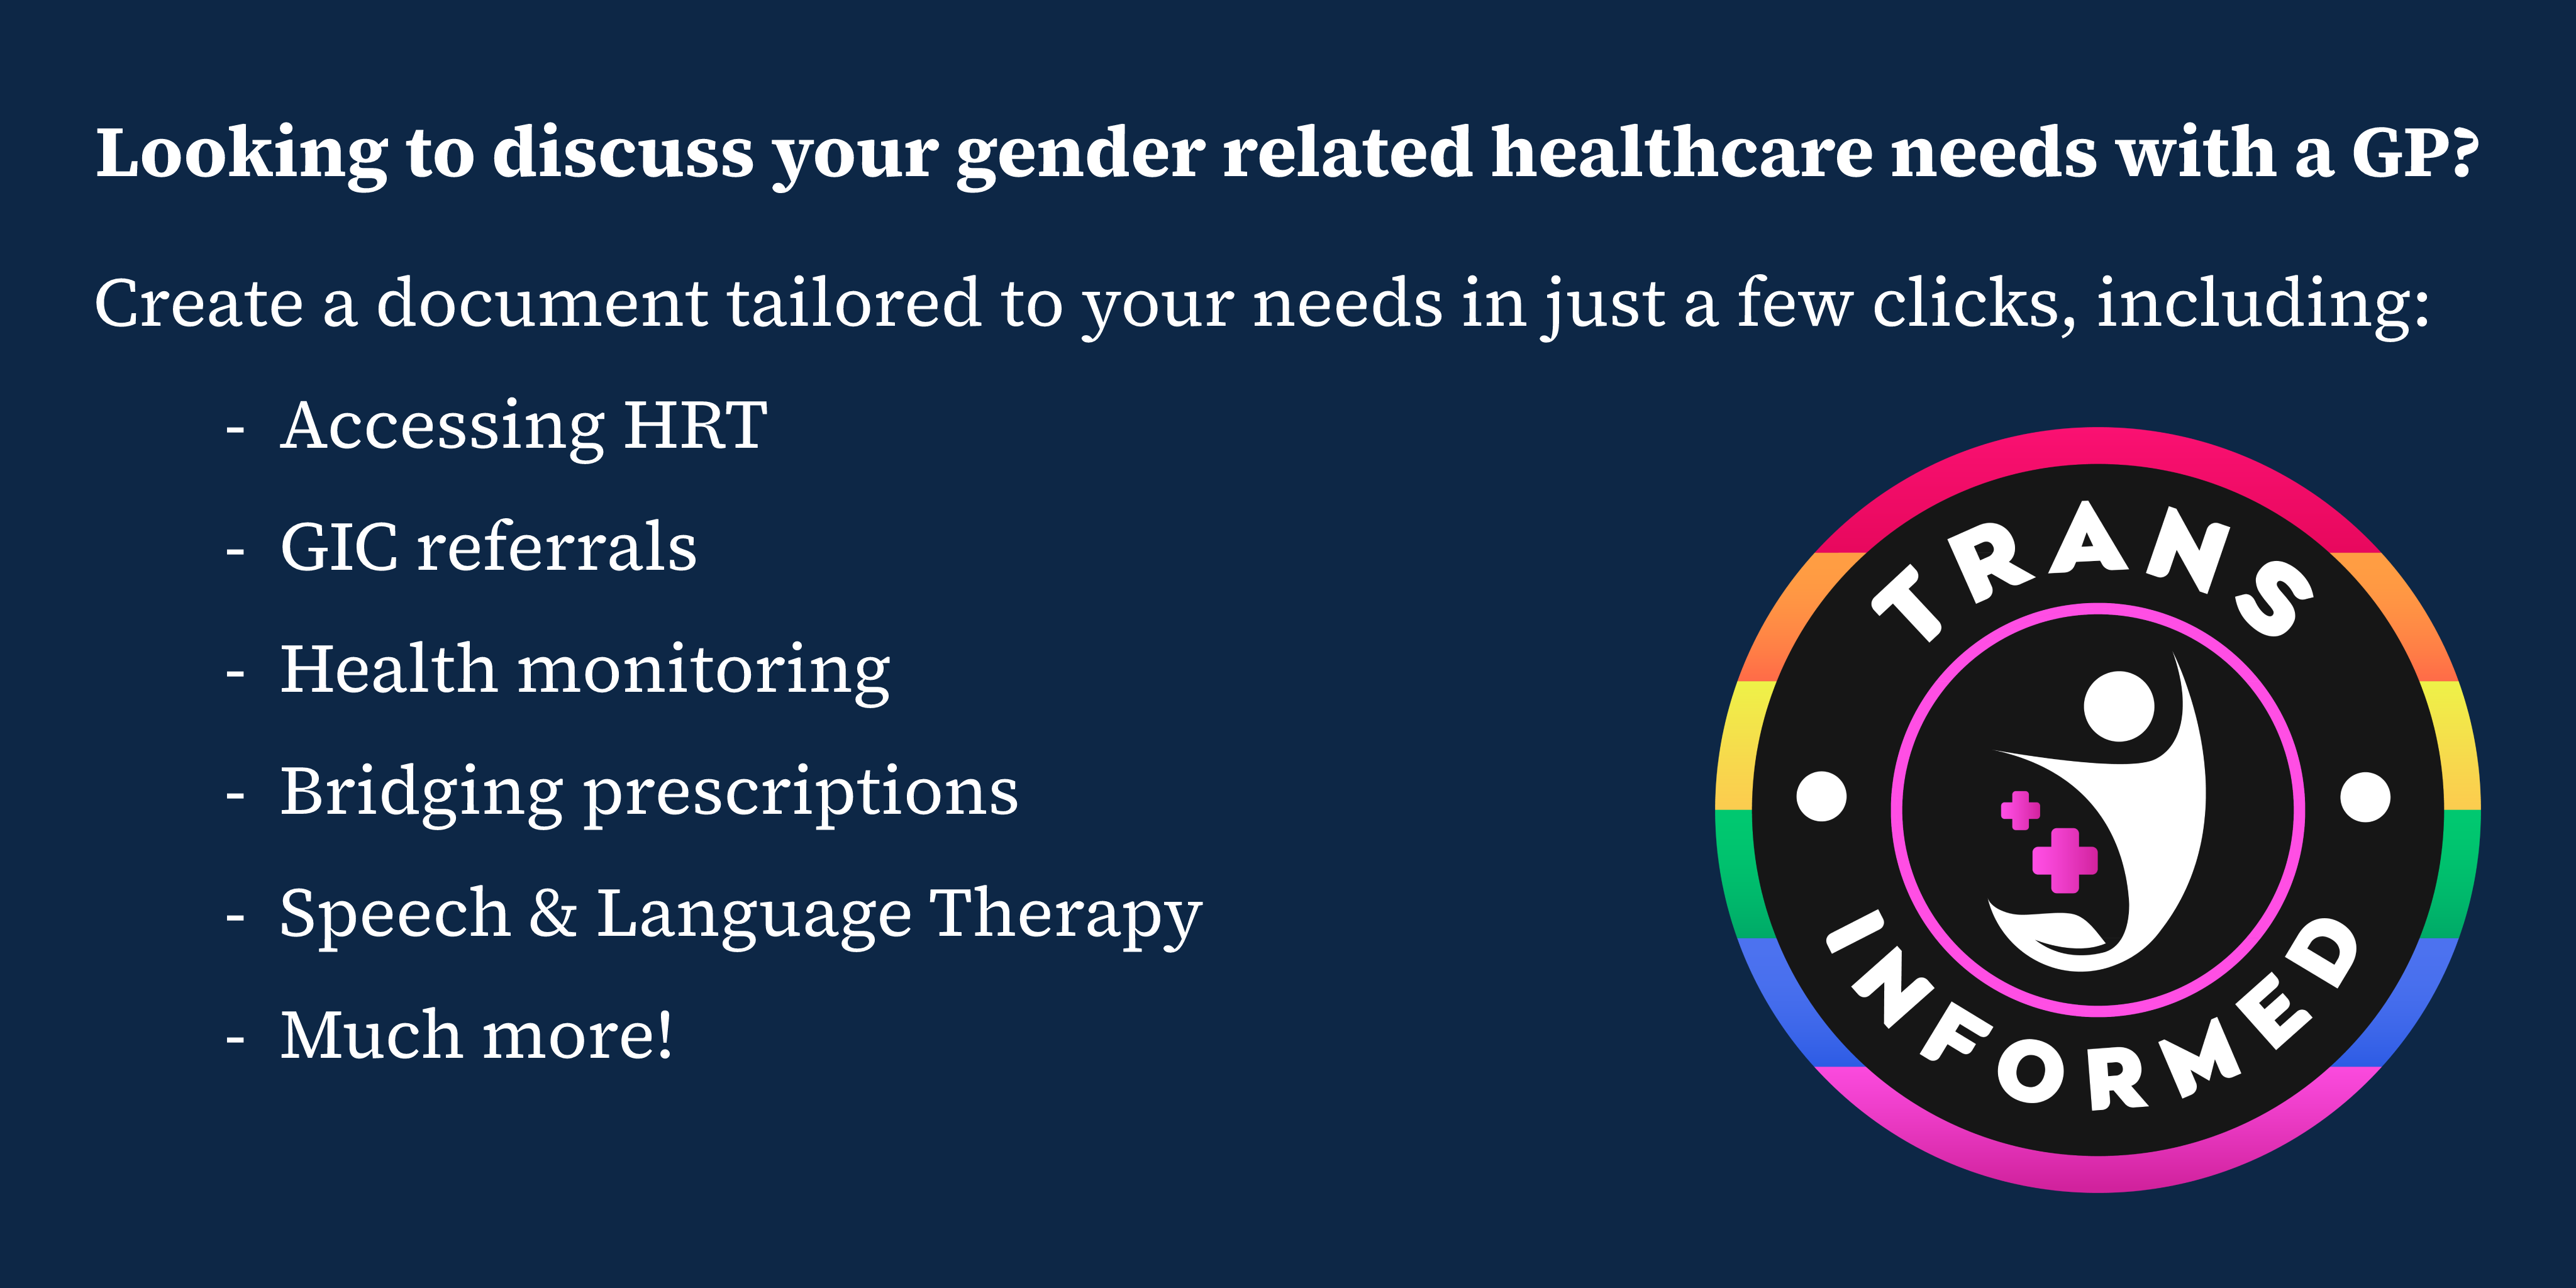 Looking to discuss your gender related healthcare needs with a GP?
Create a document tailored to your needs in just a few clicks, including:
- Accessing HRT
- GIC referrals
- Health monitoring
- Bridging prescriptions
- Speech & Language Therapy
- Much more!
TRANS
INFORMED